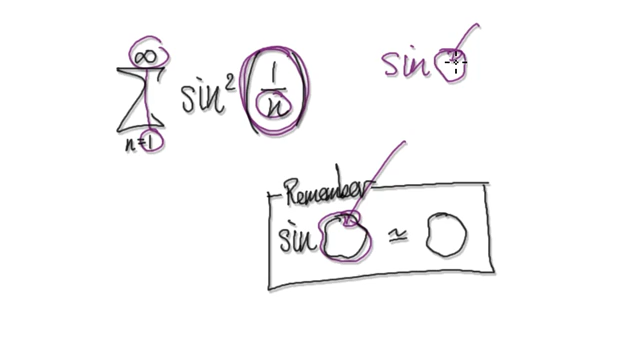 ∞
∑ sin² 1/n
n=1
sin
Remember
sin ◯ ≃ ◯